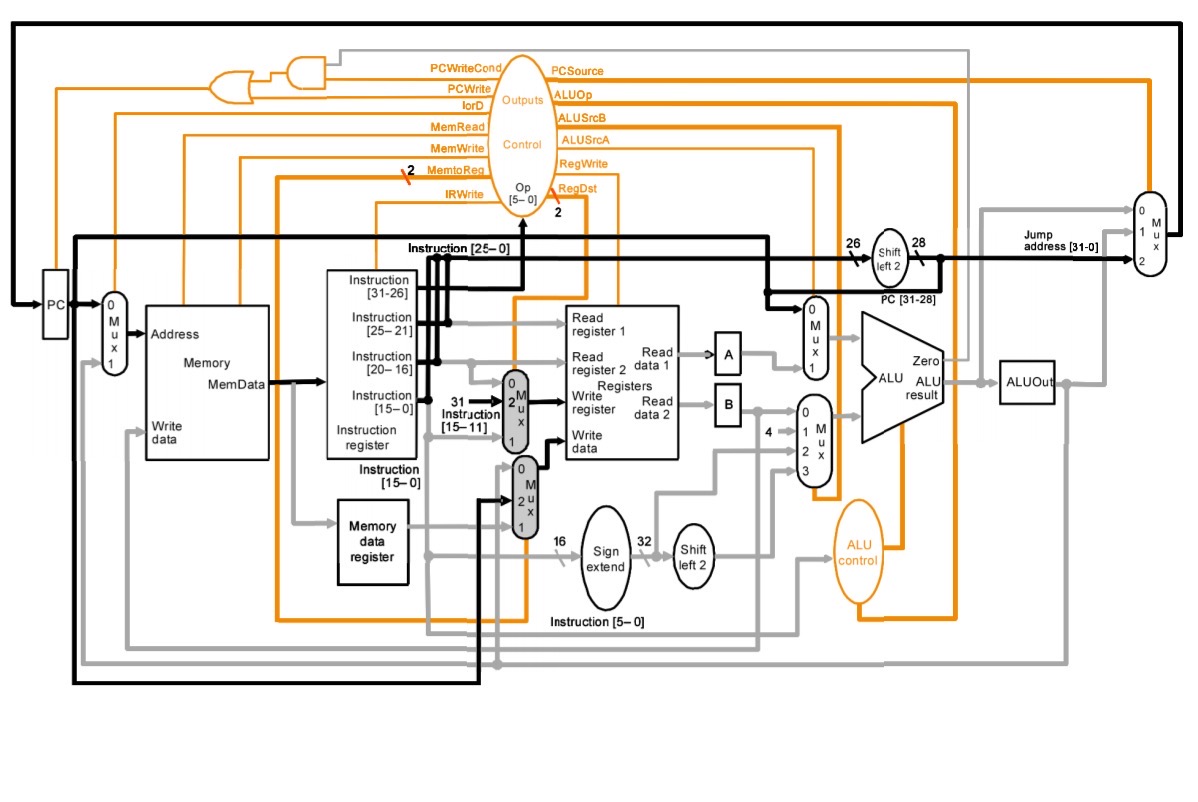 PCWriteCond
PCWrite
IorD
MemRead
MemWrite
MemtoReg
2
IRWrite
Outputs
Control
Op
[5–0]
PCSource
ALUOp
ALUSrcB
ALUSrcA
RegWrite
RegDst
2
Instruction [25–0]
26
Shift
left 2
28
Jump
address [31-0]
PC [31-28]
0
1
2
M
u
x
PC
0
M
u
x
1
Address
Memory
MemData
Write
data
Instruction
[31-26]
Instruction
[25–21]
Instruction
[20–16]
Instruction
[15–0]
Instruction
register
Instruction
[15–0]
31
Instruction
[15–11]
0
2
1
M
u
x
0
2
1
M
u
x
Memory
data
register
Read
register 1
Read
register 2
Registers
Write
register
Write
data
Read
data 1
Read
data 2
A
B
4
0
M
u
x
1
0
1
2
3
M
u
x
Zero
ALU
ALU
result
ALUOut
16
Sign
extend
32
Shift
left 2
ALU
control
Instruction [5–0]